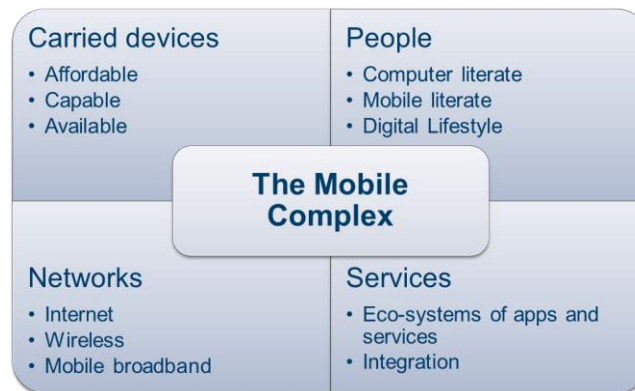 Carried devices
• Affordable
• Capable
• Available
People
• Computer literate
• Mobile literate
• Digital Lifestyle
The Mobile
Complex
Networks
• Internet
• Wireless
• Mobile broadband
Services
• Eco-systems of apps and
services
• Integration